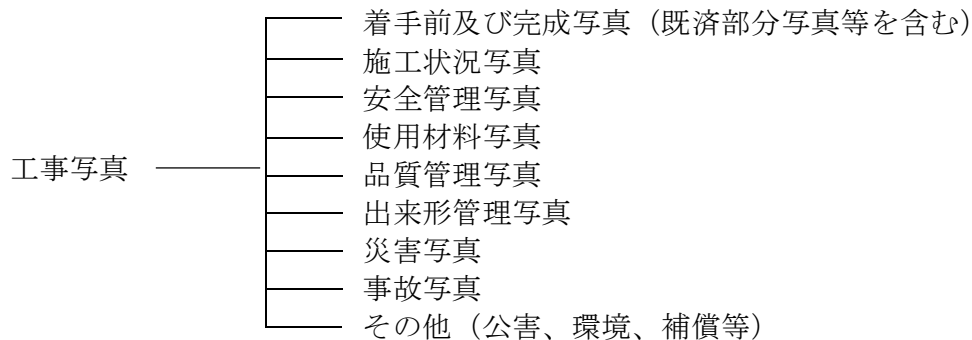 着手前及び完成写真（既済部分写真等を含む）
施工状況写真
安全管理写真
使用材料写真
工事写真
品質管理写真
出来形管理写真
災害写真
事故写真
その他（公害、環境、補償等）